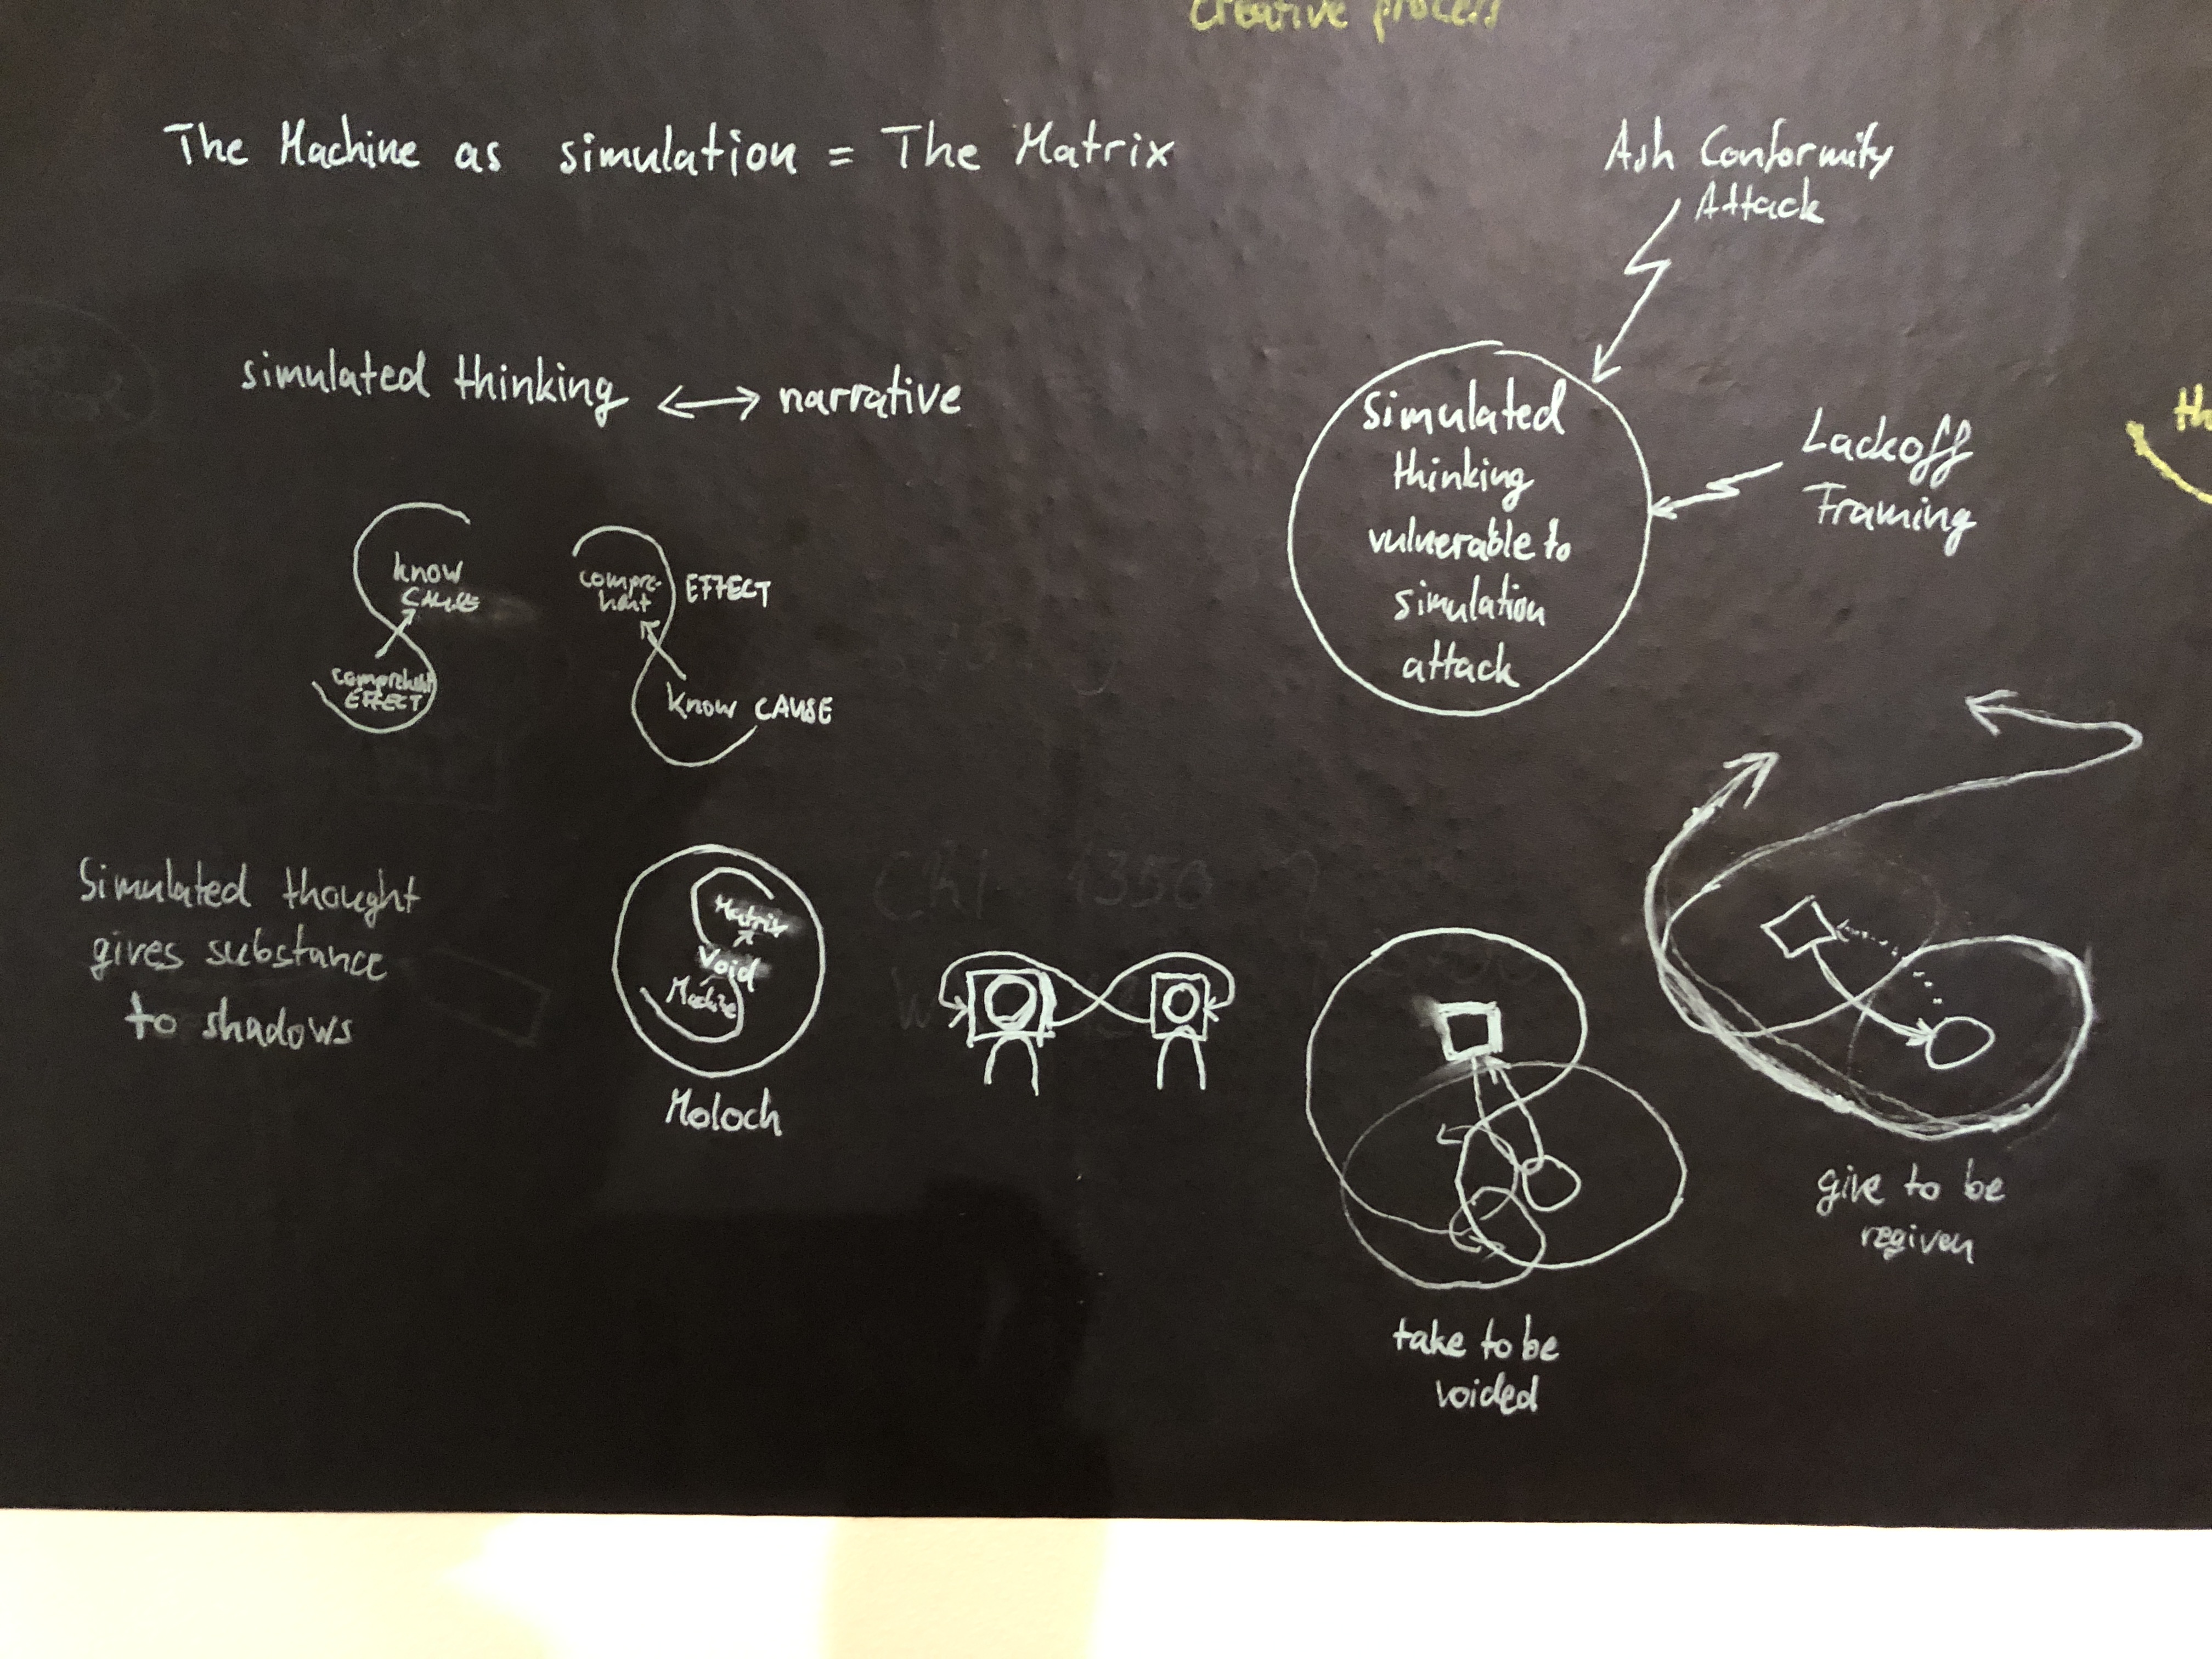 creative process
The Machine as simulation = The Matrix
Ash Conformity
Attack
simulated thinking ↔ narrative
Simulated
thinking
vulnerable to
simulation
attack
Lackoff
Framing
th
know
CAUSE
comprehend
EFFECT
compre-
hent
EFFECT
know CAUSE
Simulated thought
gives substance
to shadows
Matrix
Void
Machine
Moloch
1350
take to be
voided
give to be
regiven